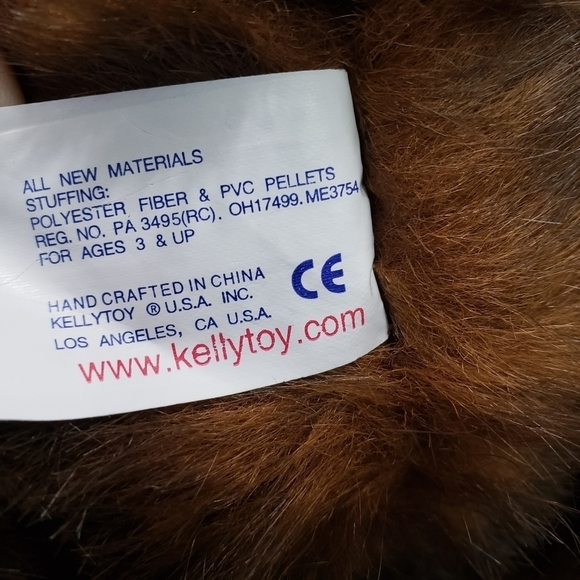 ALL NEW MATERIALS
STUFFING:
POLYESTER FIBER & PVC PELLETS
REG. NO. PA 3495(RC). OH17499.ME3754
FOR AGES 3 & UP
HAND CRAFTED IN CHINA
KELLYTOY ® U.S.A. INC.
LOS ANGELES, CA U.S.A.
CE
www.kellytoy.com